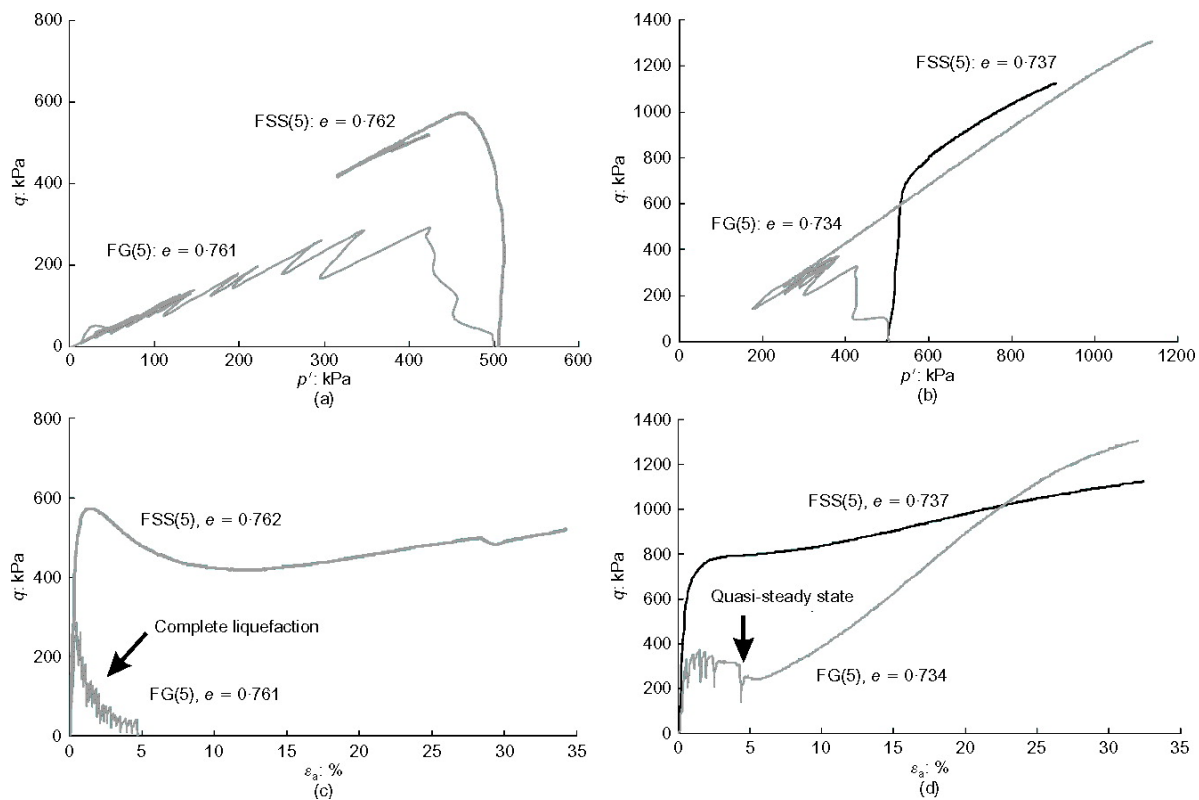 800
600
400
200
0
q: kPa
FSS(5): e = 0·762
FG(5): e = 0·761
0 100 200 300 400 500 600
p′: kPa
(a)
1400
1200
1000
800
600
400
200
0
q: kPa
FSS(5): e = 0·737
FG(5): e = 0·734
0 200 400 600 800 1000 1200
p′: kPa
(b)
800
600
400
200
0
q: kPa
FSS(5), e = 0·762
Complete liquefaction
FG(5), e = 0·761
0 5 10 15 20 25 30 35
εa: %
(c)
1400
1200
1000
800
600
400
200
0
q: kPa
FSS(5), e = 0·737
Quasi-steady state
FG(5), e = 0·734
0 5 10 15 20 25 30 35
εa: %
(d)